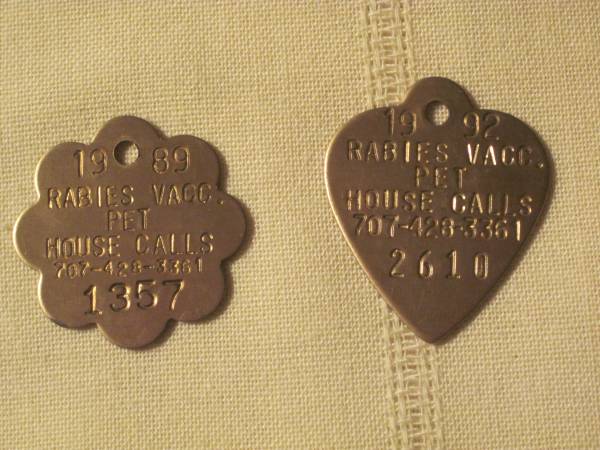 19 89
RABIES VACC.
PET
HOUSE CALLS
707-428-3361
1357
19 92
RABIES VACC.
PET
HOUSE CALLS
707-428-3361
2610